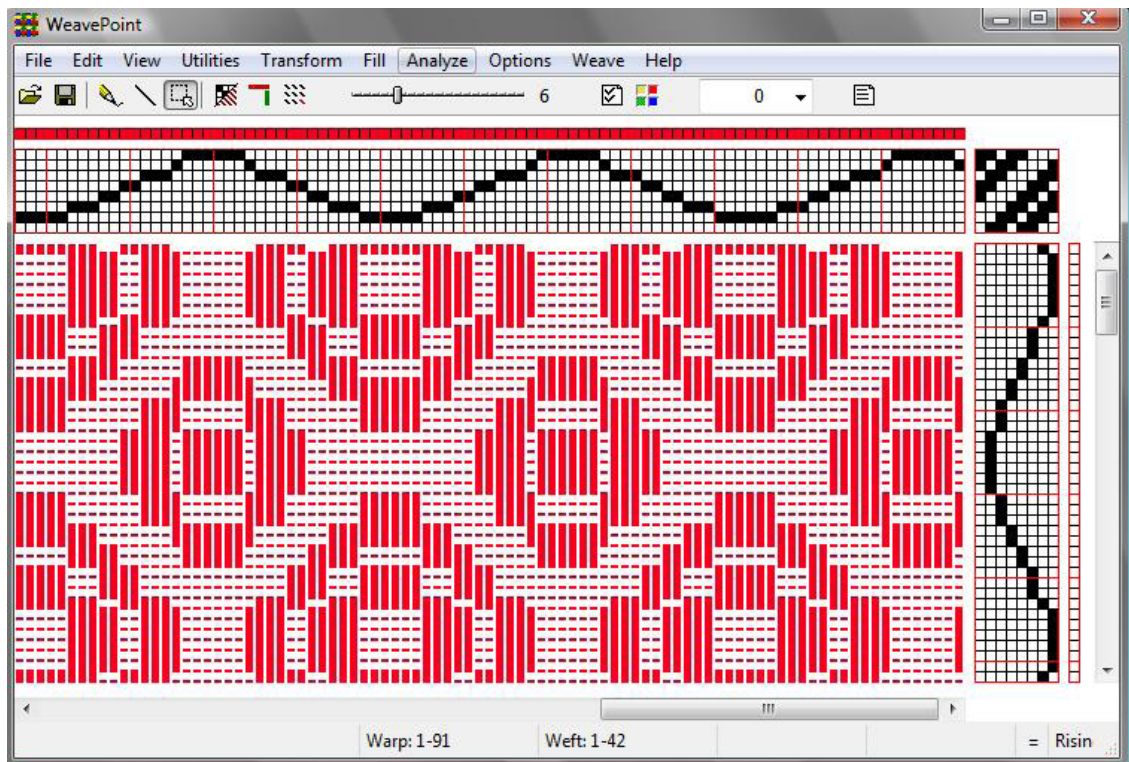 WeavePoint
File Edit View Utilities Transform Fill Analyze Options Weave Help
6 0
Warp: 1-91 Weft: 1-42 = Risin